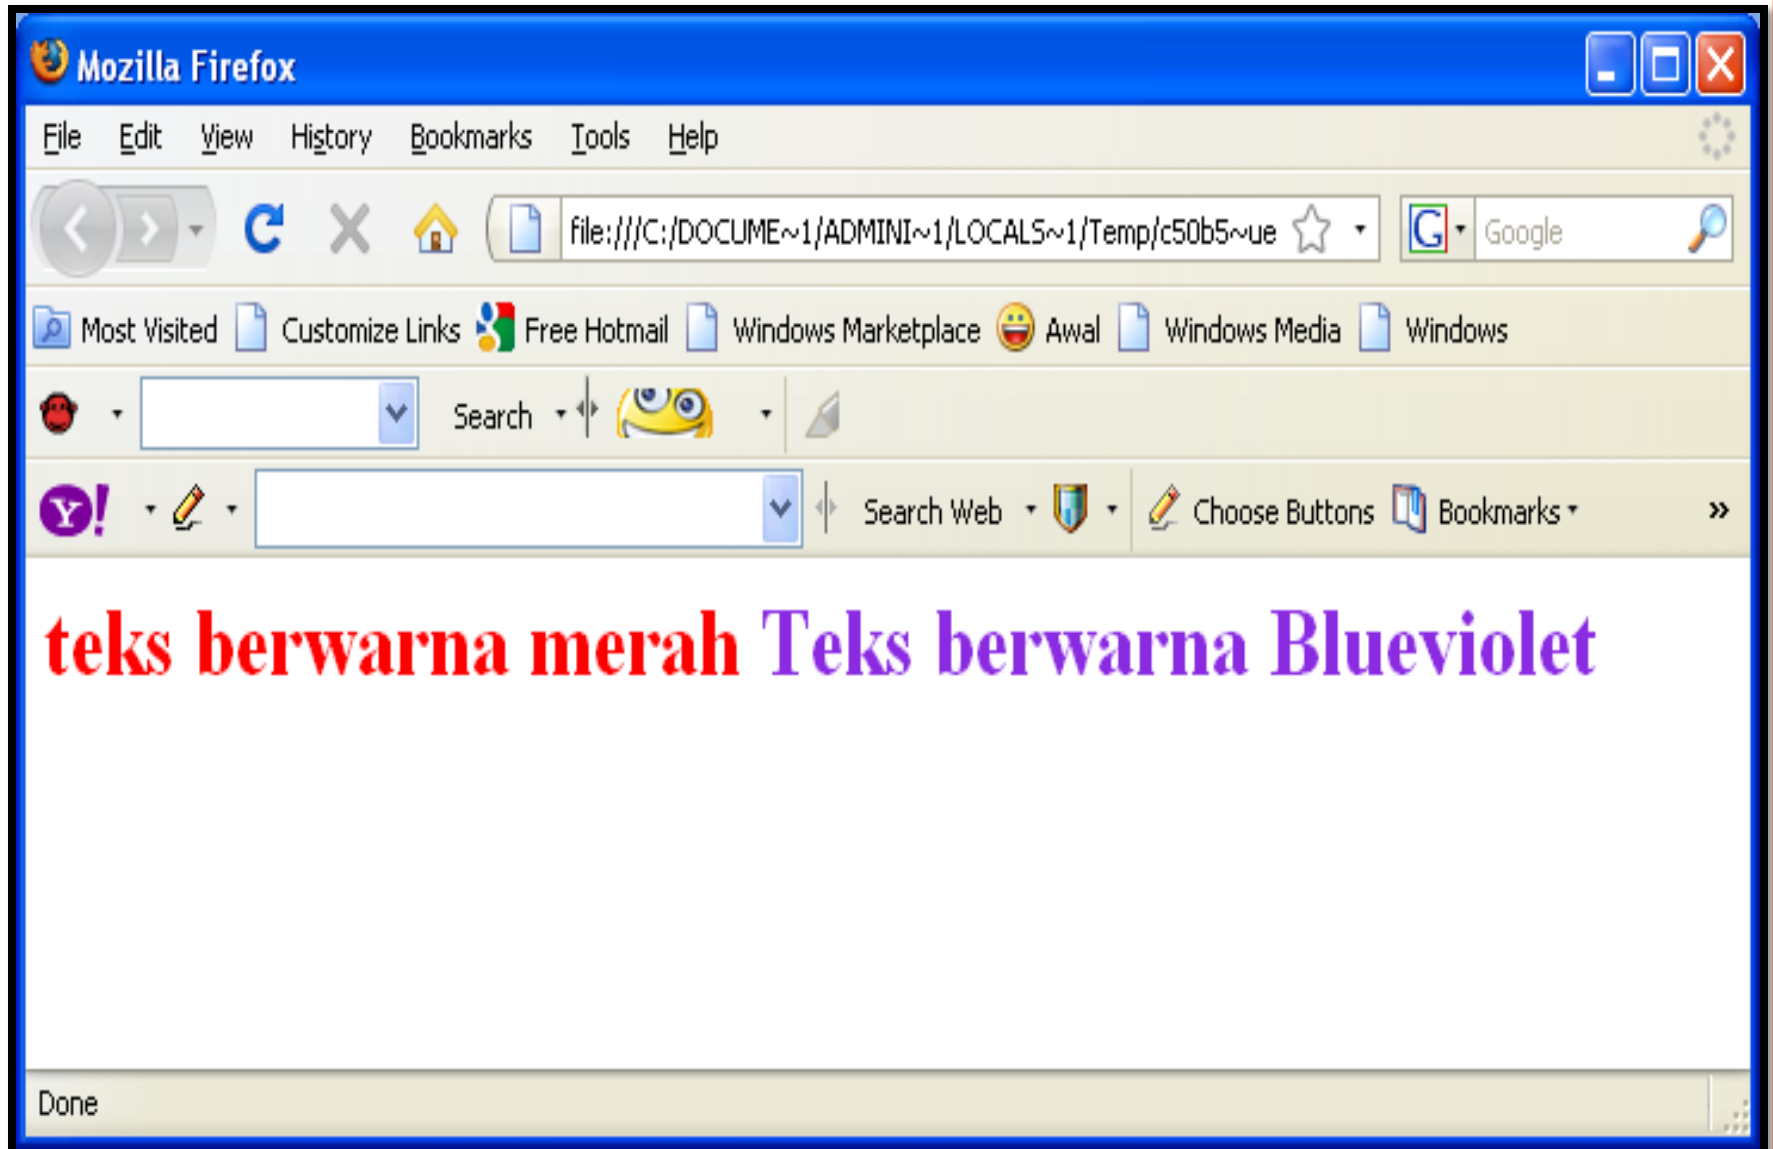 Mozilla Firefox
File Edit View History Bookmarks Tools Help
file:///C:/DOCUME~1/ADMINI~1/LOCALS~1/Temp/c50b5~ue G Google
Most Visited Customize Links Free Hotmail Windows Marketplace Awal Windows Media Windows
Search
Y! Search Web Choose Buttons Bookmarks »
teks berwarna merah Teks berwarna Blueviolet
Done